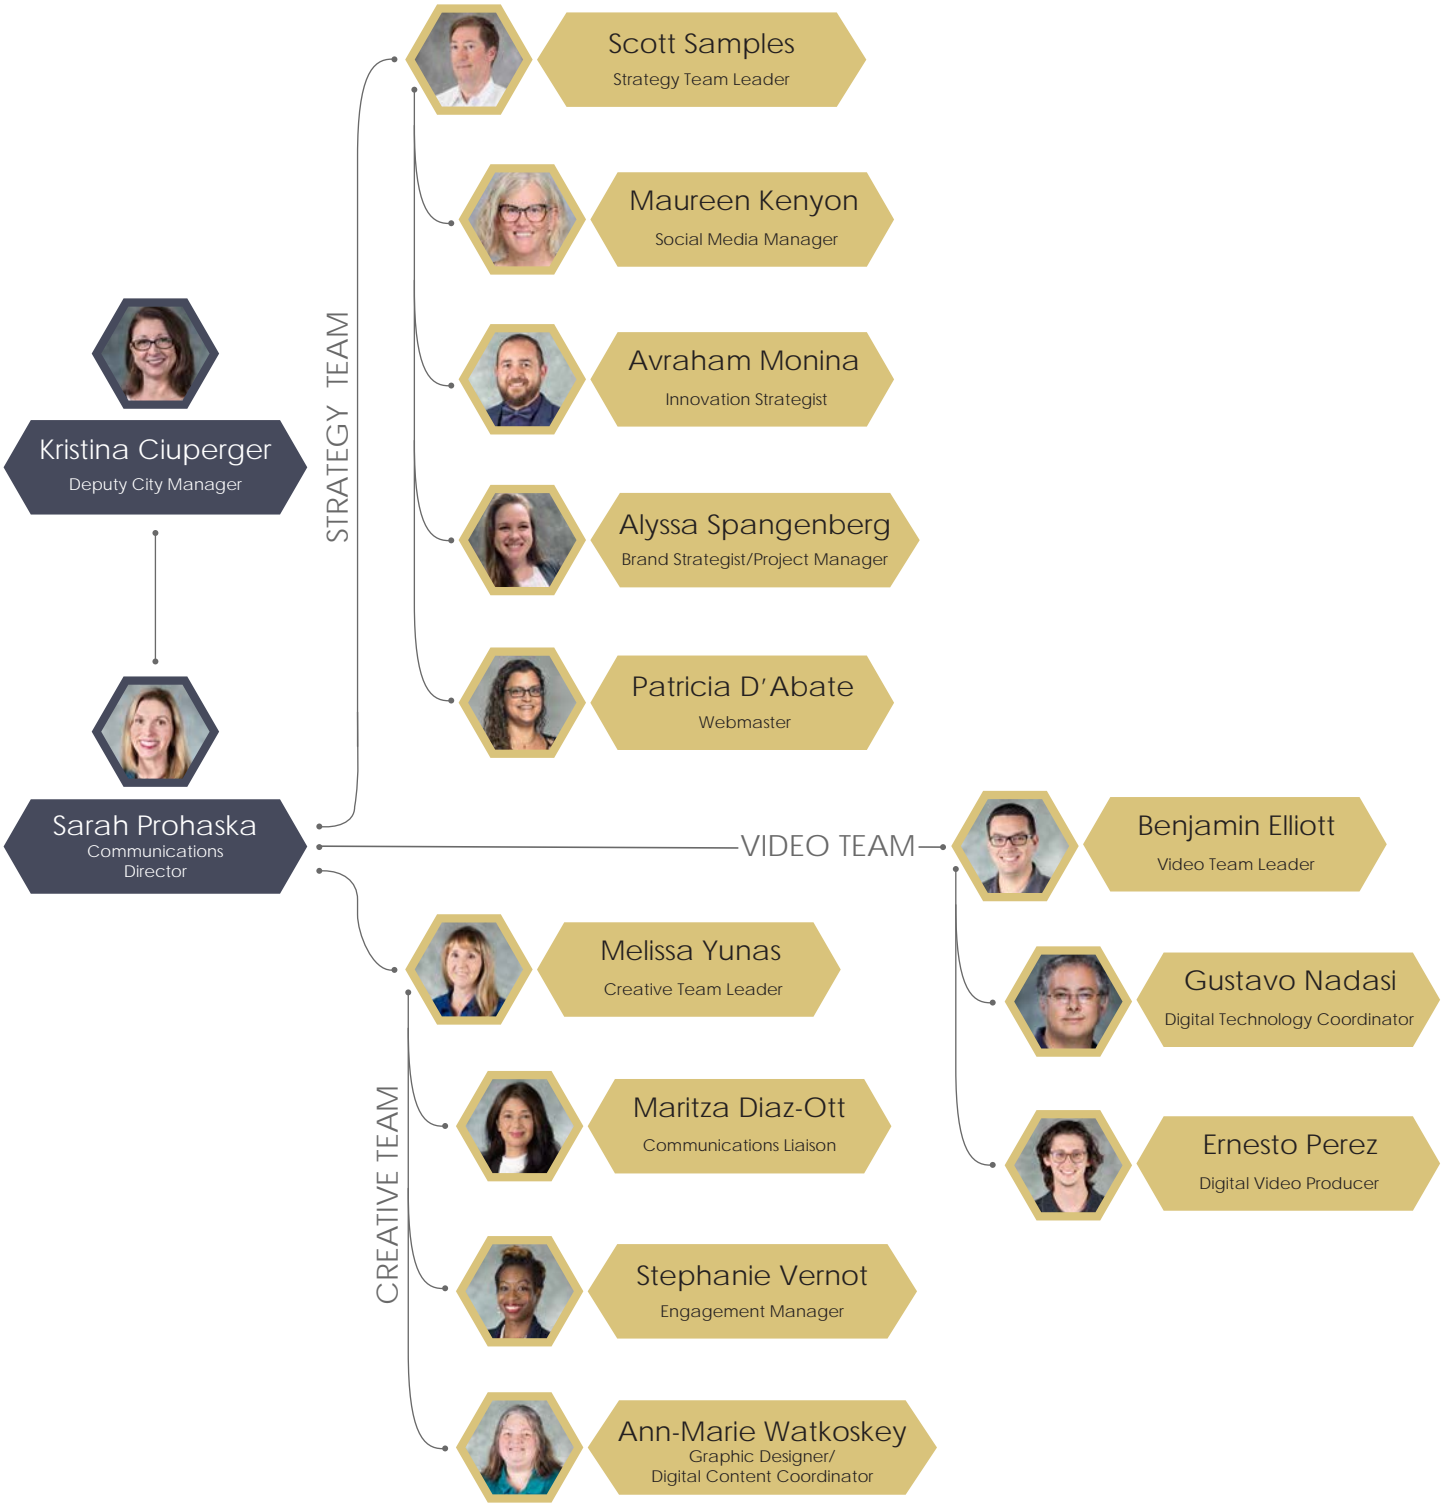 Scott Samples
Strategy Team Leader
Maureen Kenyon
Social Media Manager
Avraham Monina
Innovation Strategist
Alyssa Spangenberg
Brand Strategist/Project Manager
Patricia D'Abate
Webmaster
STRATEGY TEAM
Kristina Ciuperger
Deputy City Manager
Sarah Prohaska
Communications
Director
VIDEO TEAM
Benjamin Elliott
Video Team Leader
Gustavo Nadasi
Digital Technology Coordinator
Ernesto Perez
Digital Video Producer
Melissa Yunas
Creative Team Leader
CREATIVE TEAM
Maritza Diaz-Ott
Communications Liaison
Stephanie Vernot
Engagement Manager
Ann-Marie Watkoskey
Graphic Designer/
Digital Content Coordinator